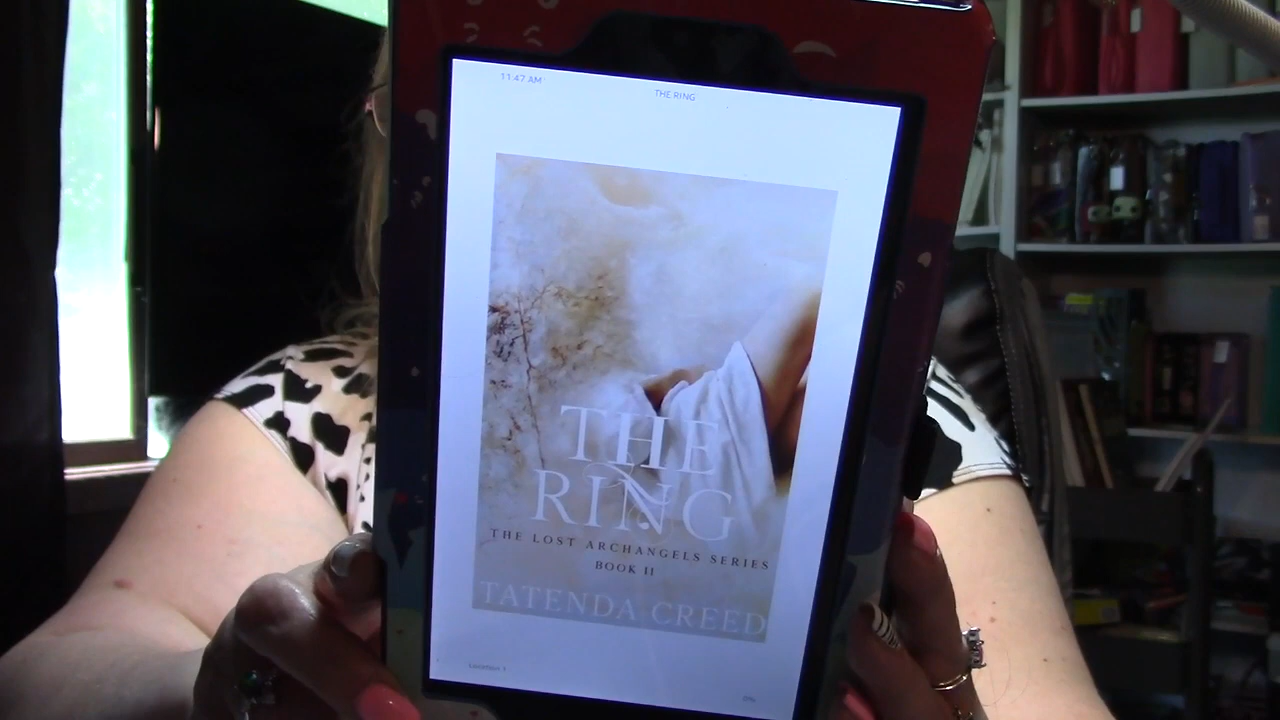 11:47 AM
THE RING
THE
RING
THE LOST ARCHANGELS SERIES
BOOK II
TATENDA CREED